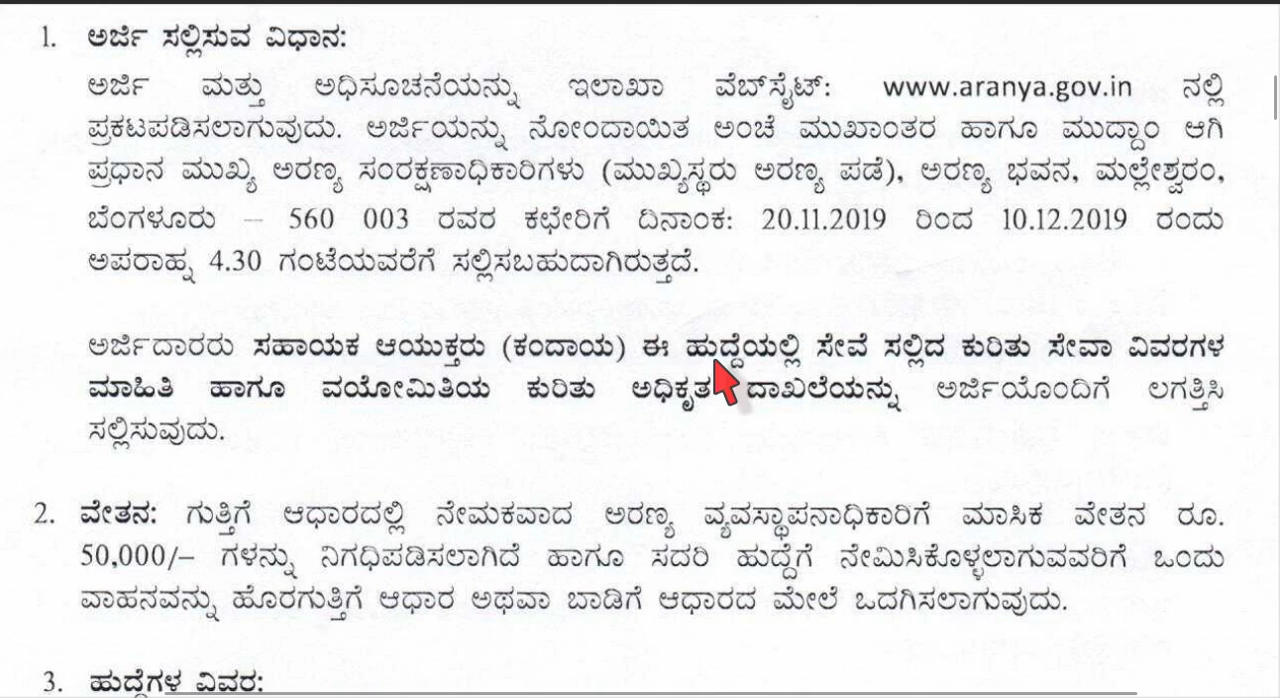 1. ಅರ್ಜಿ ಸಲ್ಲಿಸುವ ವಿಧಾನ:
ಅರ್ಜಿ ಮತ್ತು ಅಧಿಸೂಚನೆಯನ್ನು ಇಲಾಖಾ ವೆಬ್‌ಸೈಟ್: www.aranya.gov.in ನಲ್ಲಿ
ಪ್ರಕಟಪಡಿಸಲಾಗುವುದು. ಅರ್ಜಿಯನ್ನು ನೋಂದಾಯಿತ ಅಂಚೆ ಮುಖಾಂತರ ಹಾಗೂ ಮುದ್ದಾಂ ಆಗಿ
ಪ್ರಧಾನ ಮುಖ್ಯ ಅರಣ್ಯ ಸಂರಕ್ಷಣಾಧಿಕಾರಿಗಳು (ಮುಖ್ಯಸ್ಥರು ಅರಣ್ಯ ಪಡೆ), ಅರಣ್ಯ ಭವನ, ಮಲ್ಲೇಶ್ವರಂ,
ಬೆಂಗಳೂರು – 560 003 ರವರ ಕಛೇರಿಗೆ ದಿನಾಂಕ: 20.11.2019 ರಿಂದ 10.12.2019 ರಂದು
ಅಪರಾಹ್ನ 4.30 ಗಂಟೆಯವರೆಗೆ ಸಲ್ಲಿಸಬಹುದಾಗಿರುತ್ತದೆ.
ಅರ್ಜಿದಾರರು ಸಹಾಯಕ ಆಯುಕ್ತರು (ಕಂದಾಯ) ಈ ಹುದ್ದೆಯಲ್ಲಿ ಸೇವೆ ಸಲ್ಲಿದ ಕುರಿತು ಸೇವಾ ವಿವರಗಳ
ಮಾಹಿತಿ ಹಾಗೂ ವಯೋಮಿತಿಯ ಕುರಿತು ಅಧಿಕೃತ ದಾಖಲೆಯನ್ನು ಅರ್ಜಿಯೊಂದಿಗೆ ಲಗತ್ತಿಸಿ
ಸಲ್ಲಿಸುವುದು.
2. ವೇತನ: ಗುತ್ತಿಗೆ ಆಧಾರದಲ್ಲಿ ನೇಮಕವಾದ ಅರಣ್ಯ ವ್ಯವಸ್ಥಾಪನಾಧಿಕಾರಿಗೆ ಮಾಸಿಕ ವೇತನ ರೂ.
50,000/– ಗಳನ್ನು ನಿಗಧಿಪಡಿಸಲಾಗಿದೆ ಹಾಗೂ ಸದರಿ ಹುದ್ದೆಗೆ ನೇಮಿಸಿಕೊಳ್ಳಲಾಗುವವರಿಗೆ ಒಂದು
ವಾಹನವನ್ನು ಹೊರಗುತ್ತಿಗೆ ಆಧಾರ ಅಥವಾ ಬಾಡಿಗೆ ಆಧಾರದ ಮೇಲೆ ಒದಗಿಸಲಾಗುವುದು.
3. ಹುದ್ದೆಗಳ ವಿವರ: